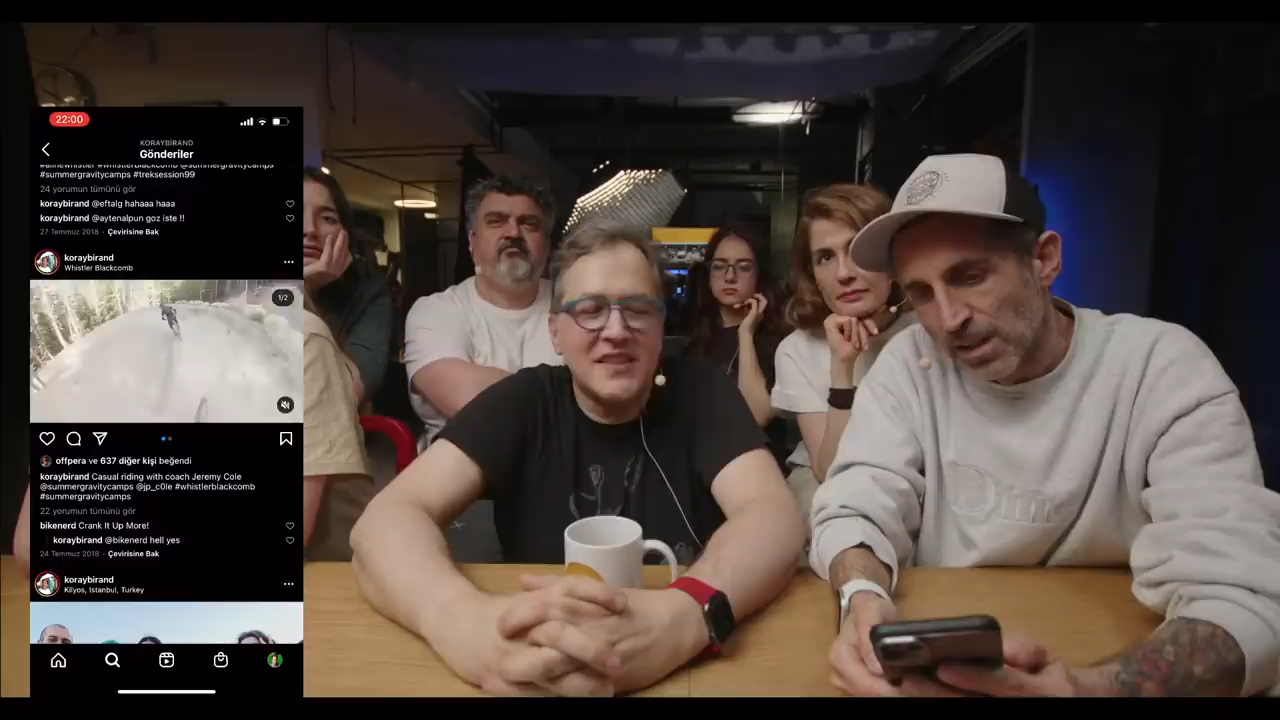 22:00
KORAYBIRAND
Gönderiler
#summergravitycamps #treksession99
24 yorumun tümünü gör
koraybirand @eftalg hahaaa haaa
koraybirand @aytenalpun goz iste !!
27 Temmuz 2018 · Çevirisine Bak
koraybirand
Whistler Blackcomb
1/2
offpera ve 637 diğer kişi beğendi
koraybirand Casual riding with coach Jeremy Cole
@summergravitycamps @jp_c0le #whistlerblackcomb
#summergravitycamps
22 yorumun tümünü gör
bikenerd Crank It Up More!
koraybirand @bikenerd hell yes
24 Temmuz 2018 · Çevirisine Bak
koraybirand
Kilyos, Istanbul, Turkey
Dime